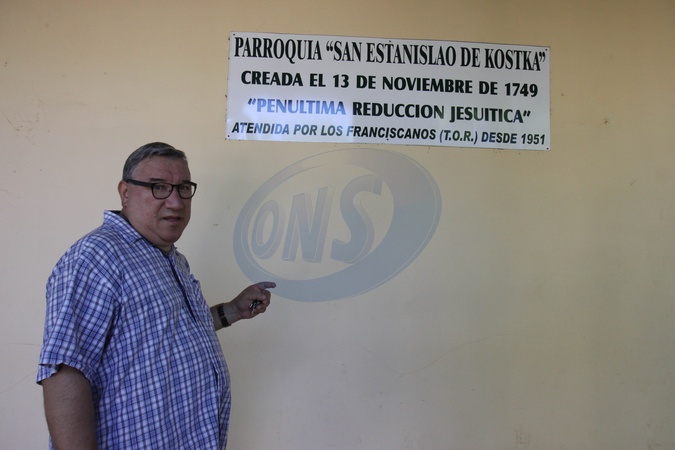 PARROQUIA “SAN ESTANISLAO DE KOSTKA”
CREADA EL 13 DE NOVIEMBRE DE 1749
“PENULTIMA REDUCCION JESUITICA”
ATENDIDA POR LOS FRANCISCANOS (T.O.R.) DESDE 1951
ONS